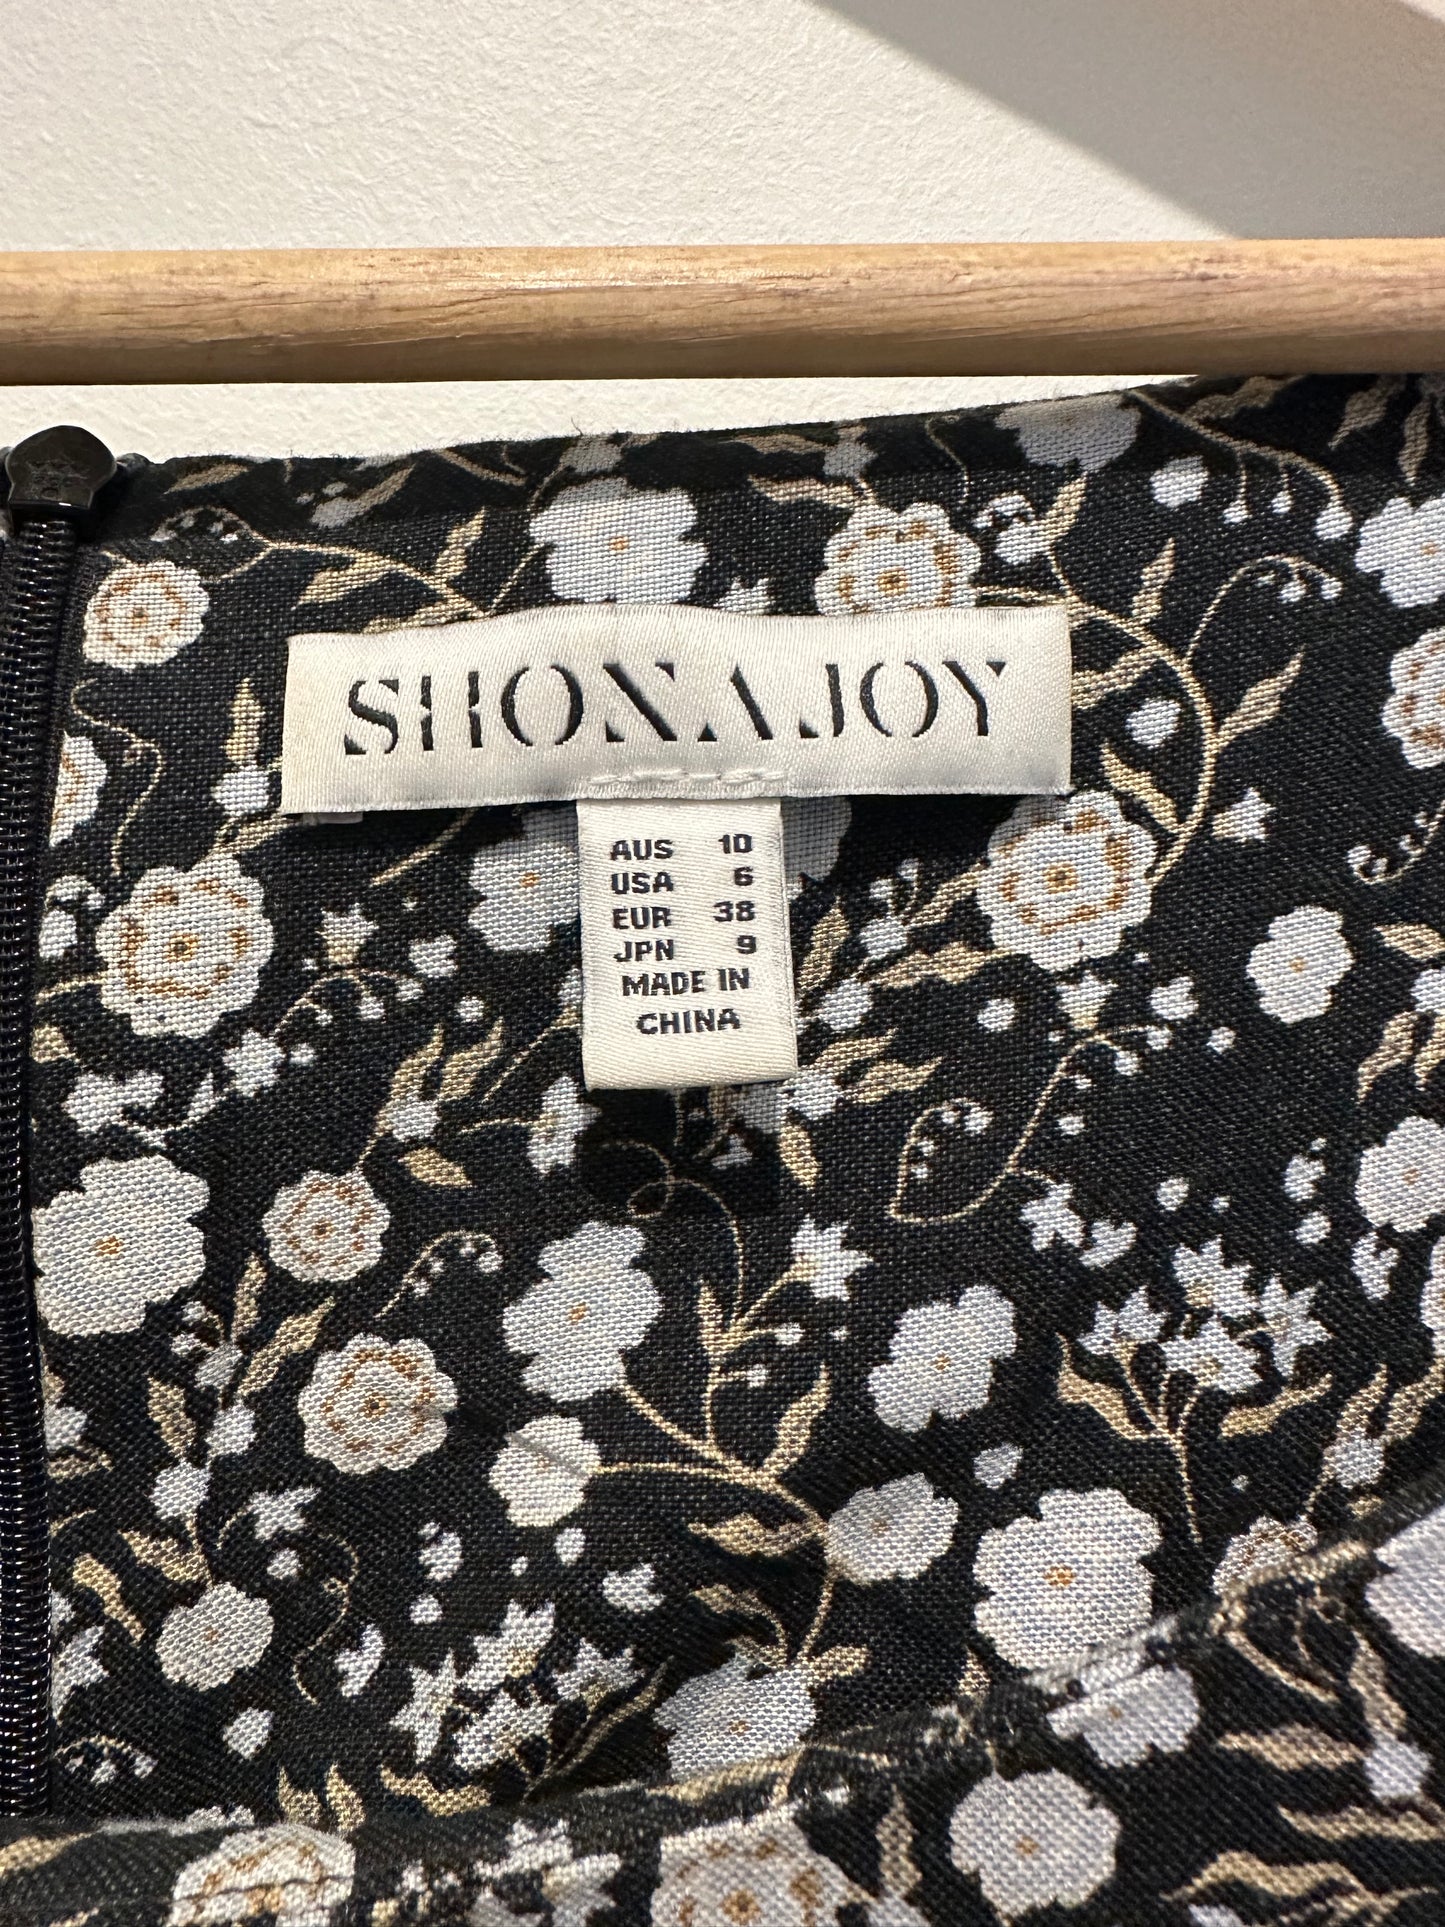 SHONA JOY
AUS 10
USA 6
EUR 38
JPN 9
MADE IN
CHINA